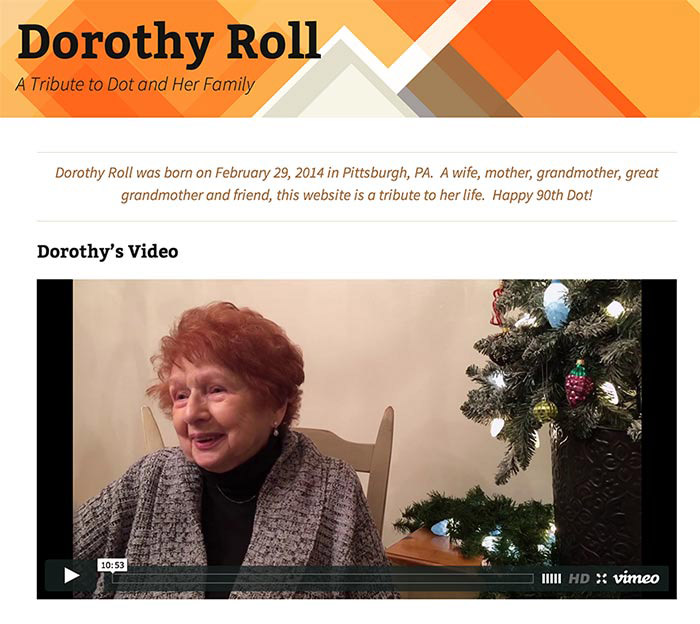 Dorothy Roll
A Tribute to Dot and Her Family
Dorothy Roll was born on February 29, 2014 in Pittsburgh, PA.  A wife, mother, grandmother, great
grandmother and friend, this website is a tribute to her life.  Happy 90th Dot!
Dorothy’s Video
10:53
HD vimeo